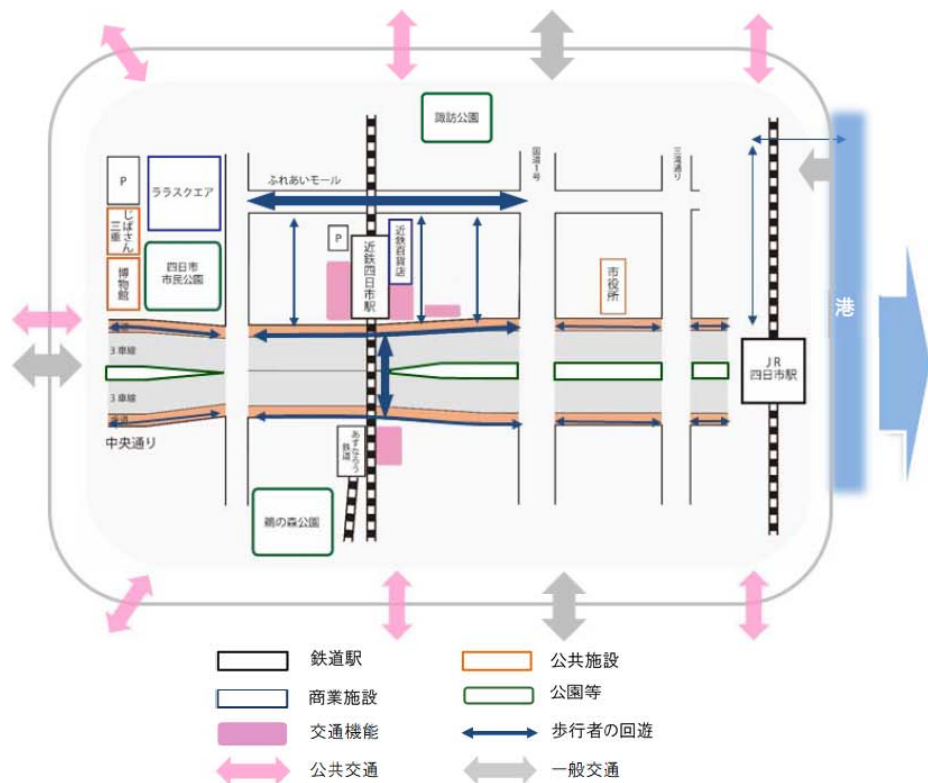 諏訪公園
国道1号
三滝通り
P
ララスクエア
ふれあいモール
じばさん
三重
四日市
市民公園
博物館
P
近鉄四日市駅
近鉄百貨店
市役所
港
3車線
3車線
JR
四日市駅
中央通り
あすなろう
鉄道
鵜の森公園
鉄道駅
公共施設
商業施設
公園等
交通機能
歩行者の回遊
公共交通
一般交通